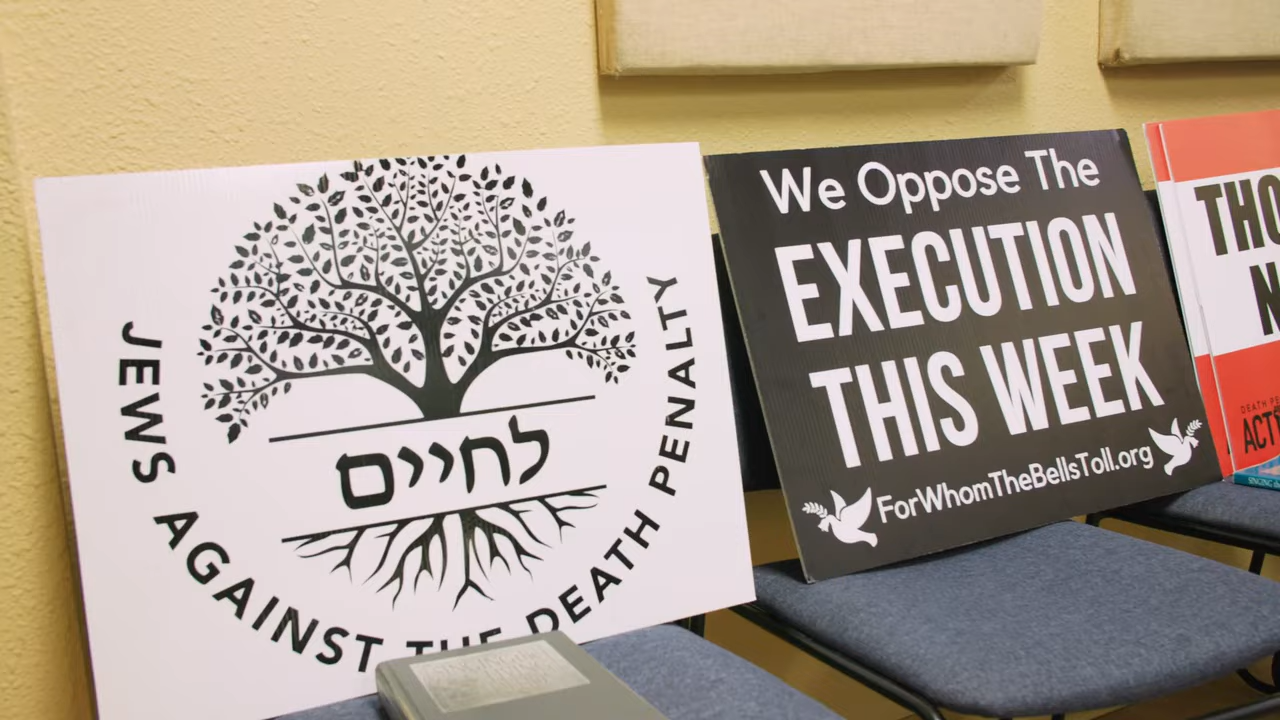 לחיים
JEWS AGAINST THE DEATH PENALTY
We Oppose The
EXECUTION
THIS WEEK
ForWhomTheBellsToll.org